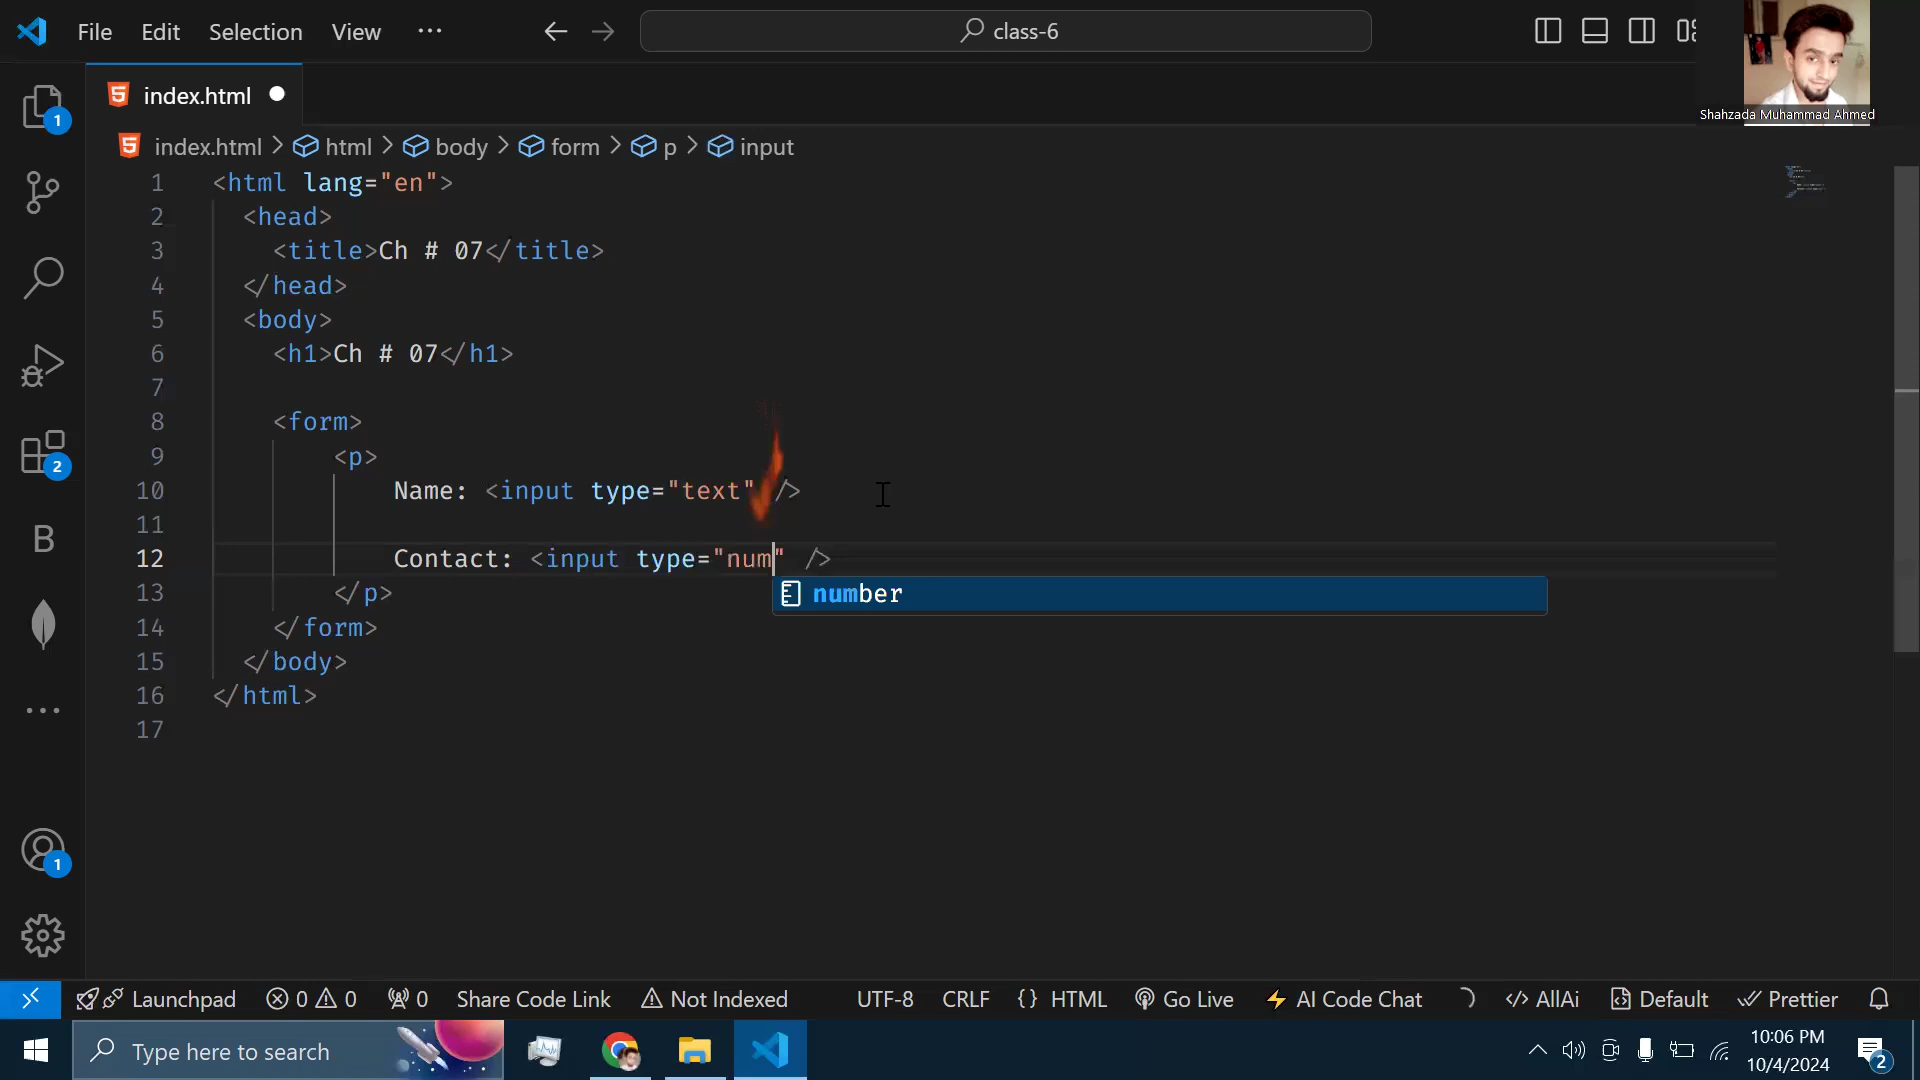 File Edit Selection View ··· class-6
Shahzada Muhammad Ahmed
index.html
index.html > html > body > form > p > input
1 <html lang="en">
2 <head>
3 <title>Ch # 07</title>
4 </head>
5 <body>
6 <h1>Ch # 07</h1>
7
8 <form>
9 <p>
10 Name: <input type="text" />
11
12 Contact: <input type="num" />
number
13 </p>
14 </form>
15 </body>
16 </html>
17
1
2
B
1
Launchpad 0 0 0 Share Code Link Not Indexed UTF-8 CRLF {} HTML Go Live AI Code Chat </> AllAi Default Prettier
Type here to search
10:06 PM
10/4/2024
2